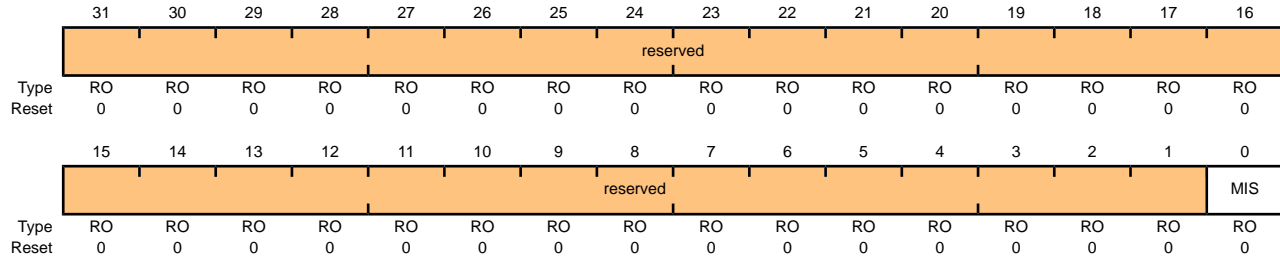 31 30 29 28 27 26 25 24 23 22 21 20 19 18 17 16
reserved
Type RO RO RO RO RO RO RO RO RO RO RO RO RO RO RO RO
Reset 0 0 0 0 0 0 0 0 0 0 0 0 0 0 0 0
15 14 13 12 11 10 9 8 7 6 5 4 3 2 1 0
reserved MIS
Type RO RO RO RO RO RO RO RO RO RO RO RO RO RO RO RO
Reset 0 0 0 0 0 0 0 0 0 0 0 0 0 0 0 0